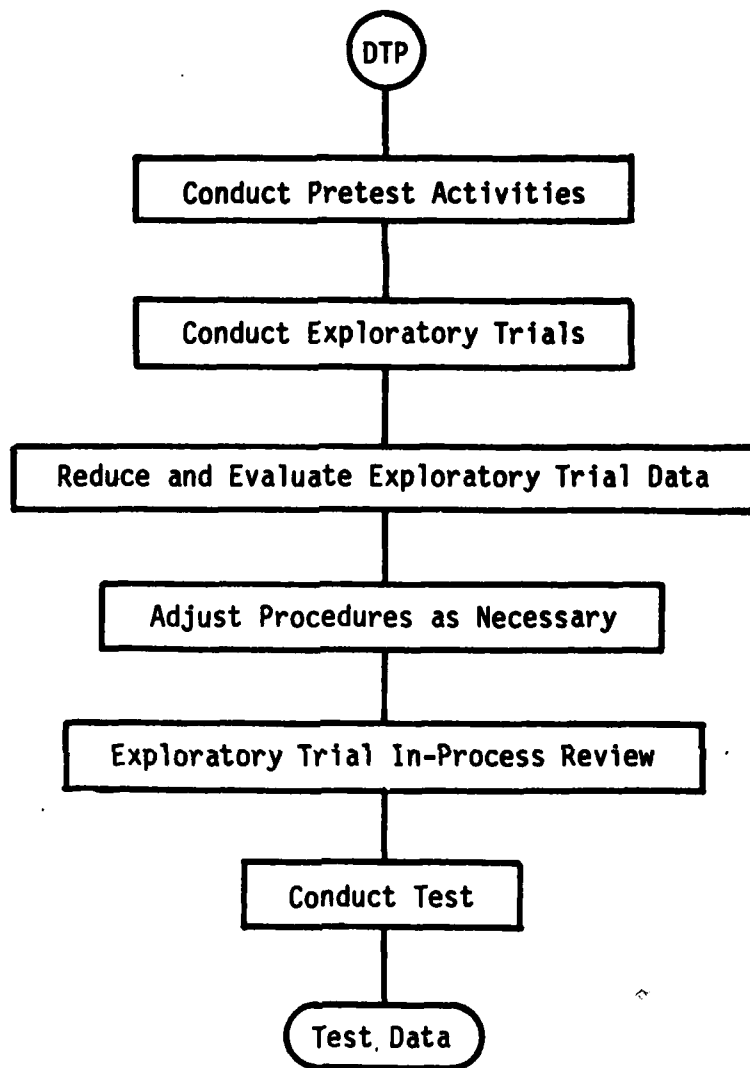 DTP
Conduct Pretest Activities
Conduct Exploratory Trials
Reduce and Evaluate Exploratory Trial Data
Adjust Procedures as Necessary
Exploratory Trial In-Process Review
Conduct Test
Test Data